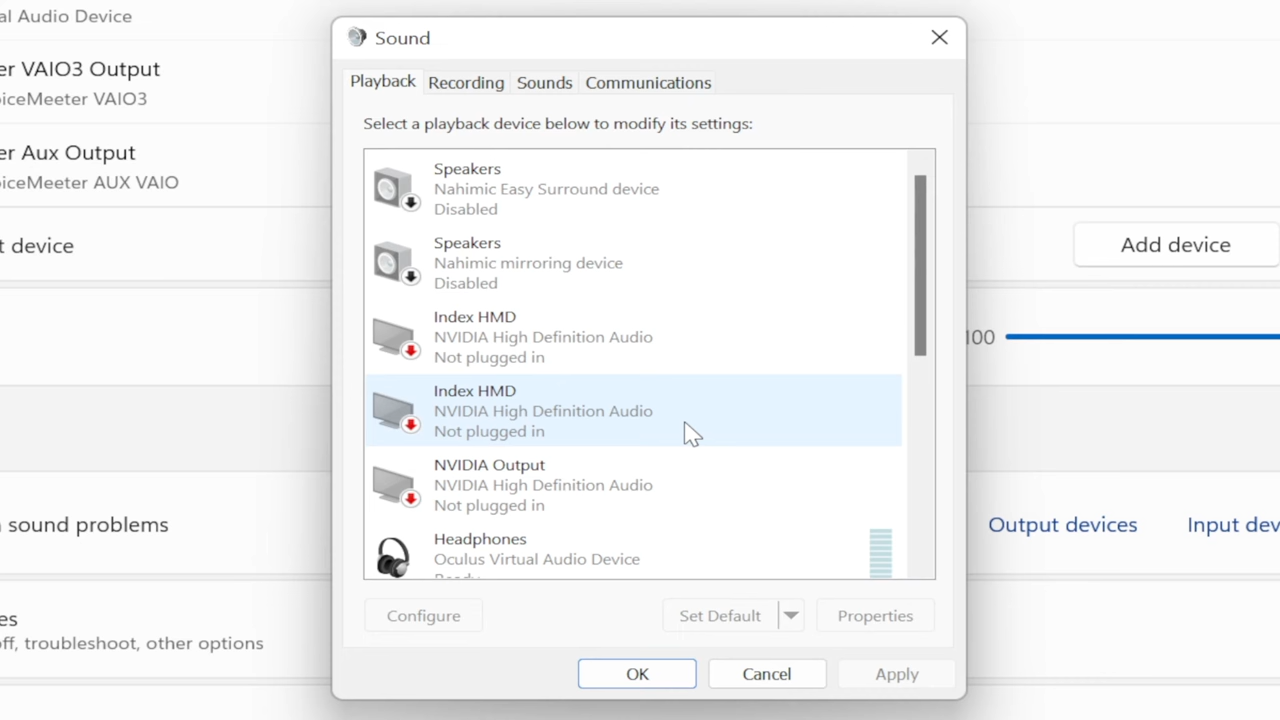 al Audio Device
er VAIO3 Output
oiceMeeter VAIO3
er Aux Output
oiceMeeter AUX VAIO
t device
sound problems
es
off, troubleshoot, other options
Sound
Playback
Recording
Sounds
Communications
Select a playback device below to modify its settings:
Speakers
Nahimic Easy Surround device
Disabled
Speakers
Nahimic mirroring device
Disabled
Index HMD
NVIDIA High Definition Audio
Not plugged in
Index HMD
NVIDIA High Definition Audio
Not plugged in
NVIDIA Output
NVIDIA High Definition Audio
Not plugged in
Headphones
Oculus Virtual Audio Device
Ready
Configure
Set Default
Properties
OK
Cancel
Apply
Add device
100
Output devices
Input dev